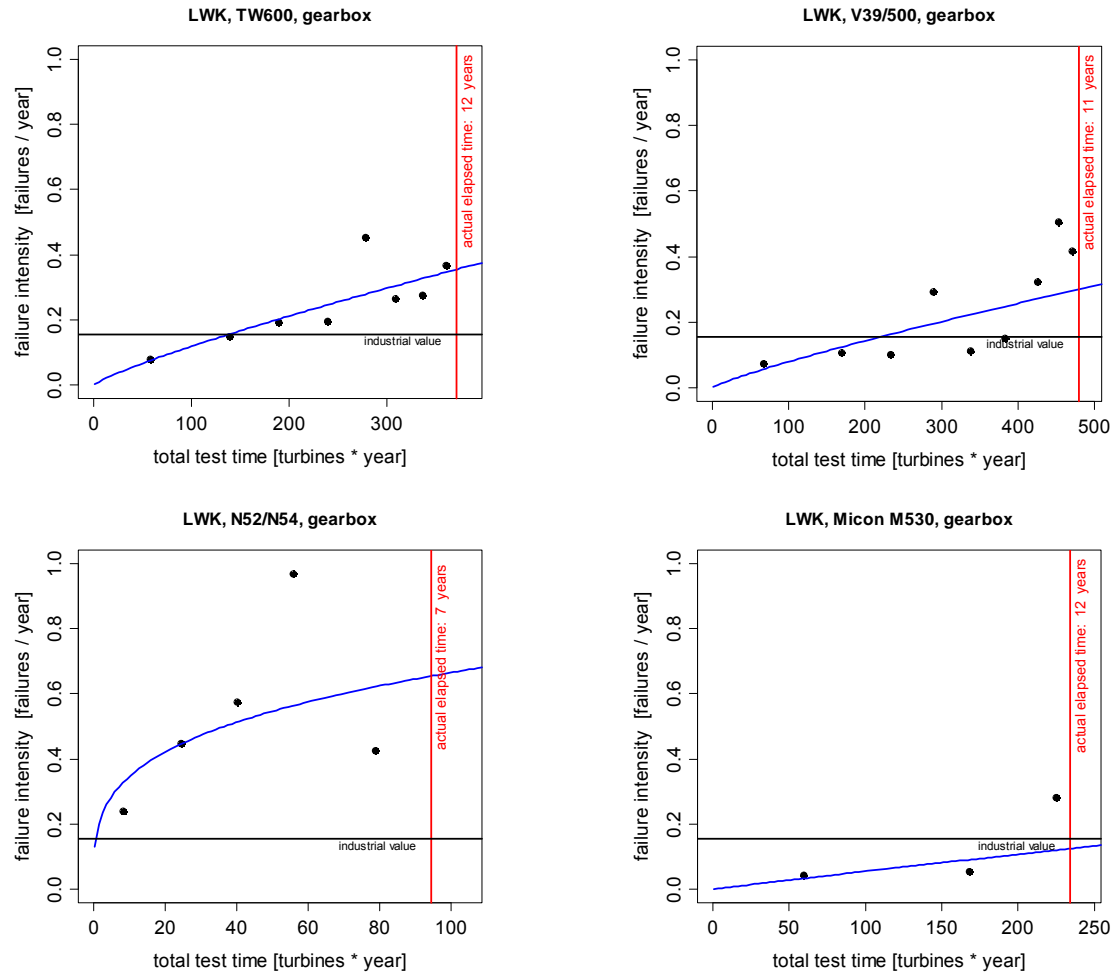 LWK, TW600, gearbox
failure intensity [failures / year]
1.0
0.8
0.6
0.4
0.2
0.0
actual elapsed time: 12 years
industrial value
0 100 200 300
total test time [turbines * year]
LWK, V39/500, gearbox
failure intensity [failures / year]
1.0
0.8
0.6
0.4
0.2
0.0
actual elapsed time: 11 years
industrial value
0 100 200 300 400 500
total test time [turbines * year]
LWK, N52/N54, gearbox
failure intensity [failures / year]
1.0
0.8
0.6
0.4
0.2
0.0
actual elapsed time: 7 years
industrial value
0 20 40 60 80 100
total test time [turbines * year]
LWK, Micon M530, gearbox
failure intensity [failures / year]
1.0
0.8
0.6
0.4
0.2
0.0
actual elapsed time: 12 years
industrial value
0 50 100 150 200 250
total test time [turbines * year]